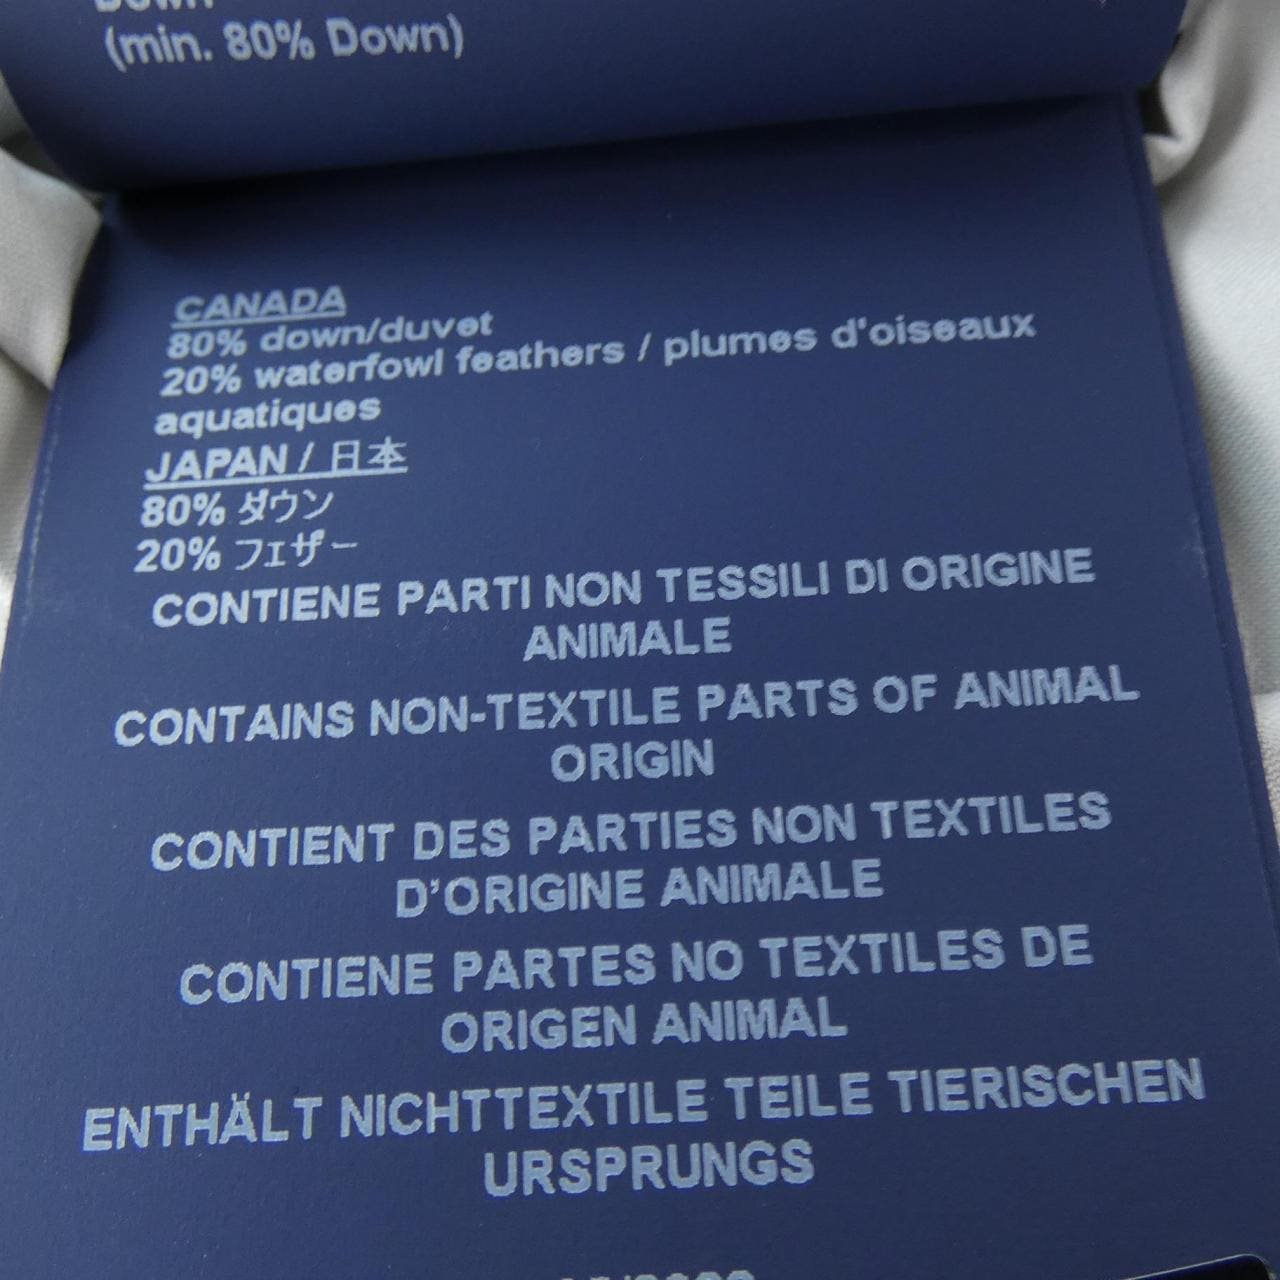 (min. 80% Down)
CANADA
80% down/duvet
20% waterfowl feathers / plumes d'oiseaux
aquatiques
JAPAN / 日本
80% ダウン
20% フェザー
CONTIENE PARTI NON TESSILI DI ORIGINE
ANIMALE
CONTAINS NON-TEXTILE PARTS OF ANIMAL
ORIGIN
CONTIENT DES PARTIES NON TEXTILES
D'ORIGINE ANIMALE
CONTIENE PARTES NO TEXTILES DE
ORIGEN ANIMAL
ENTHÄLT NICHTTEXTILE TEILE TIERISCHEN
URSPRUNGS